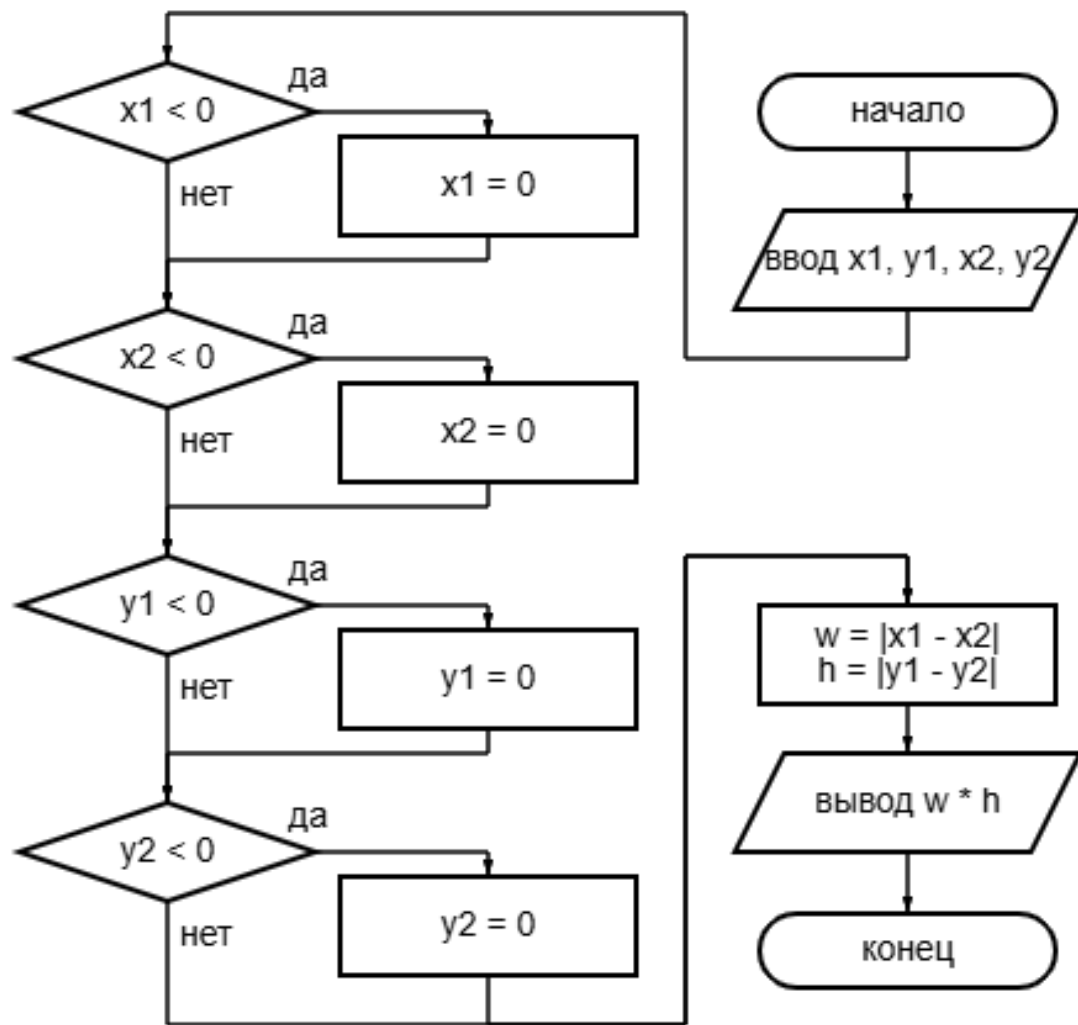 начало
ввод x1, y1, x2, y2
x1 < 0
да
нет
x1 = 0
x2 < 0
да
нет
x2 = 0
y1 < 0
да
нет
y1 = 0
y2 < 0
да
нет
y2 = 0
w = |x1 - x2|
h = |y1 - y2|
вывод w * h
конец